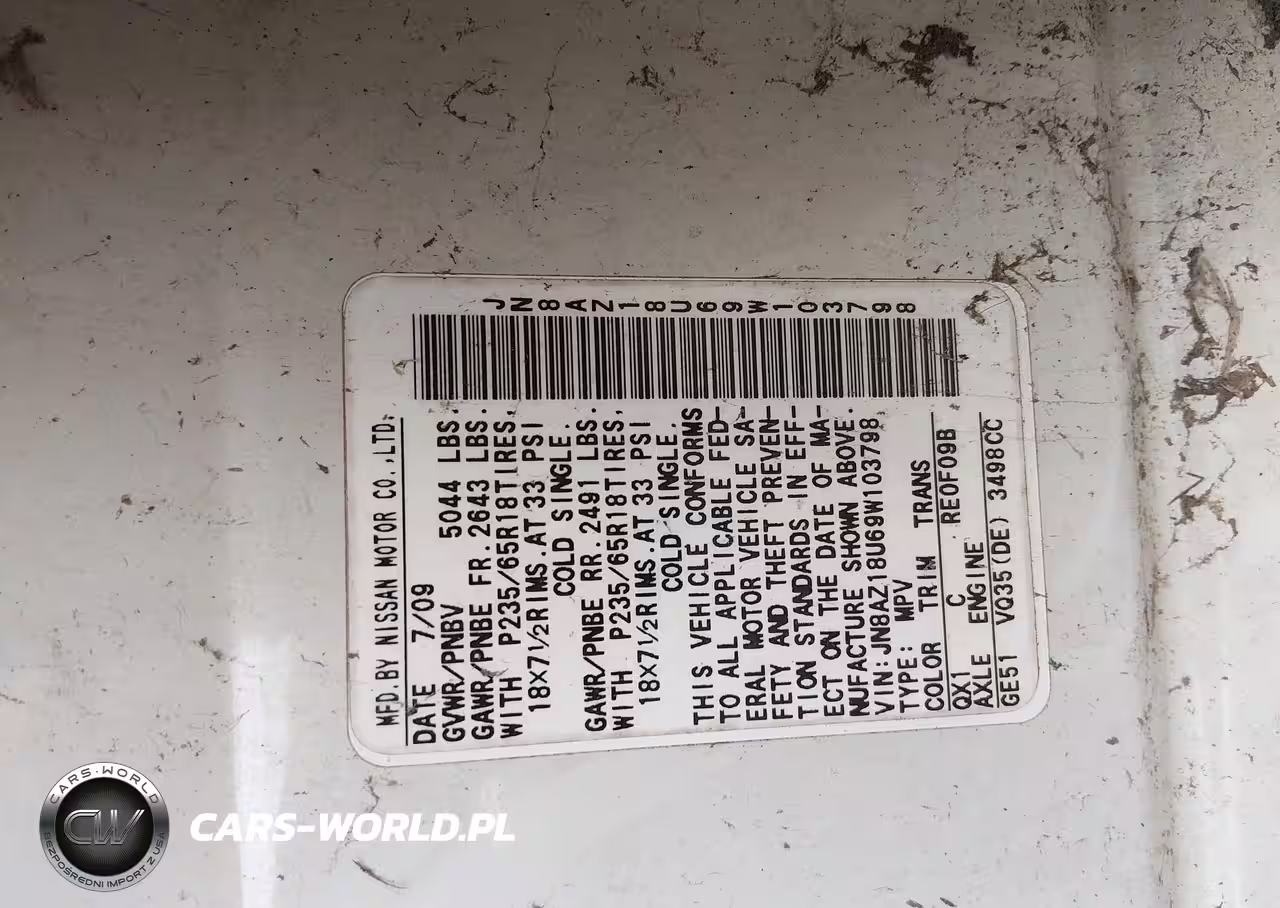 JN8AZ18U69W103798
MFD.BY NISSAN MOTOR CO.,LTD.
DATE 7/09
GVWR/PNBV 5044 LBS.
GAWR/PNBE FR.2643 LBS.
WITH P235/65R18TIRES,
18X7½RIMS.AT 33 PSI
COLD SINGLE.
GAWR/PNBE RR.2491 LBS.
WITH P235/65R18TIRES,
18X7½RIMS.AT 33 PSI
COLD SINGLE.
THIS VEHICLE CONFORMS
TO ALL APPLICABLE FED-
ERAL MOTOR VEHICLE SA-
FETY AND THEFT PREVEN-
TION STANDARDS IN EFF-
ECT ON THE DATE OF MA-
NUFACTURE SHOWN ABOVE.
VIN:JN8AZ18U69W103798
TYPE: MPV
COLOR TRIM TRANS
QX1 C RE0F09B
AXLE ENGINE
GE51 VQ35(DE) 3498CC
CARS-WORLD
CW
BEZPOŚREDNI IMPORT Z USA
CARS-WORLD.PL